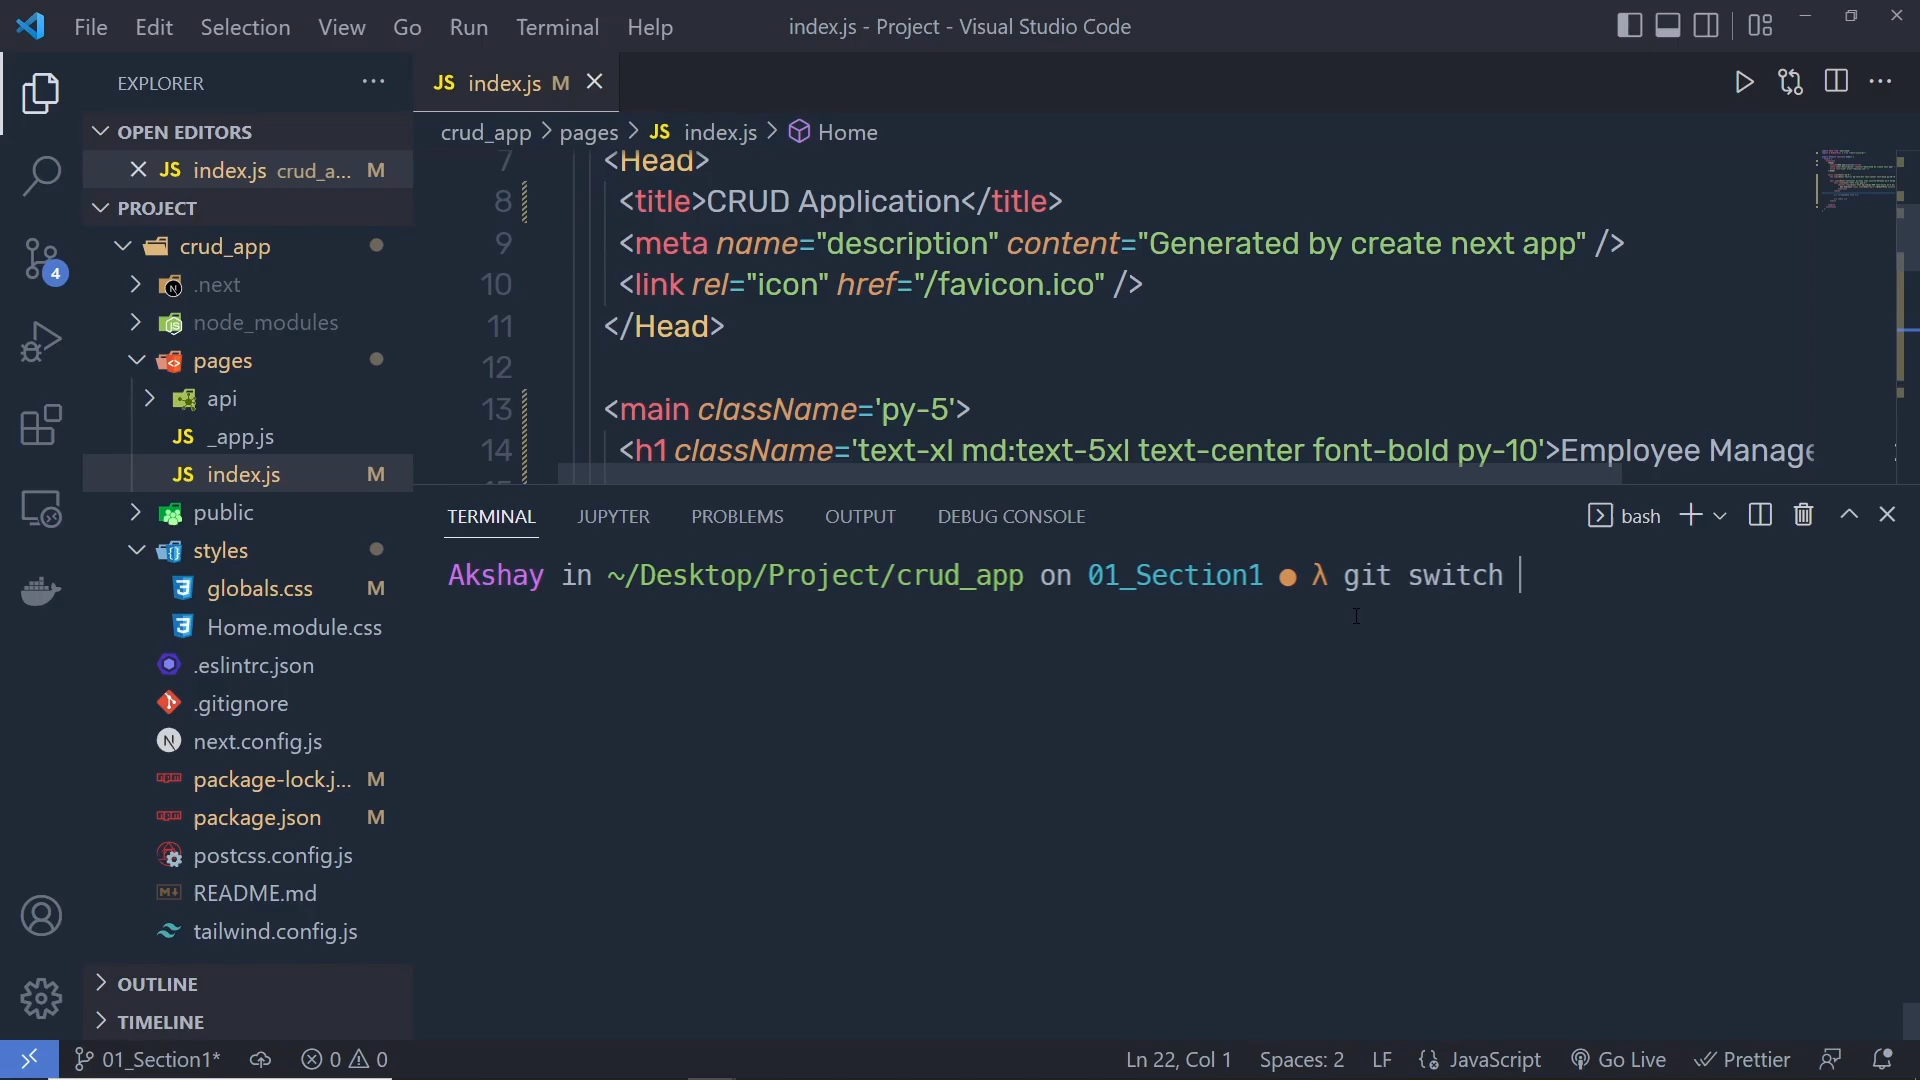 File Edit Selection View Go Run Terminal Help
index.js - Project - Visual Studio Code
EXPLORER
OPEN EDITORS
JS index.js crud_a... M
PROJECT
crud_app
.next
node_modules
pages
api
JS _app.js
JS index.js M
public
styles
globals.css M
Home.module.css
.eslintrc.json
.gitignore
next.config.js
package-lock.j... M
package.json M
postcss.config.js
README.md
tailwind.config.js
OUTLINE
TIMELINE
4
JS index.js M
crud_app > pages > JS index.js > Home
7 <Head>
8 <title>CRUD Application</title>
9 <meta name="description" content="Generated by create next app" />
10 <link rel="icon" href="/favicon.ico" />
11 </Head>
12
13 <main className='py-5'>
14 <h1 className='text-xl md:text-5xl text-center font-bold py-10'>Employee Manage
TERMINAL JUPYTER PROBLEMS OUTPUT DEBUG CONSOLE
bash
Akshay in ~/Desktop/Project/crud_app on 01_Section1 ● λ git switch
01_Section1* 0 0
Ln 22, Col 1 Spaces: 2 LF JavaScript Go Live Prettier